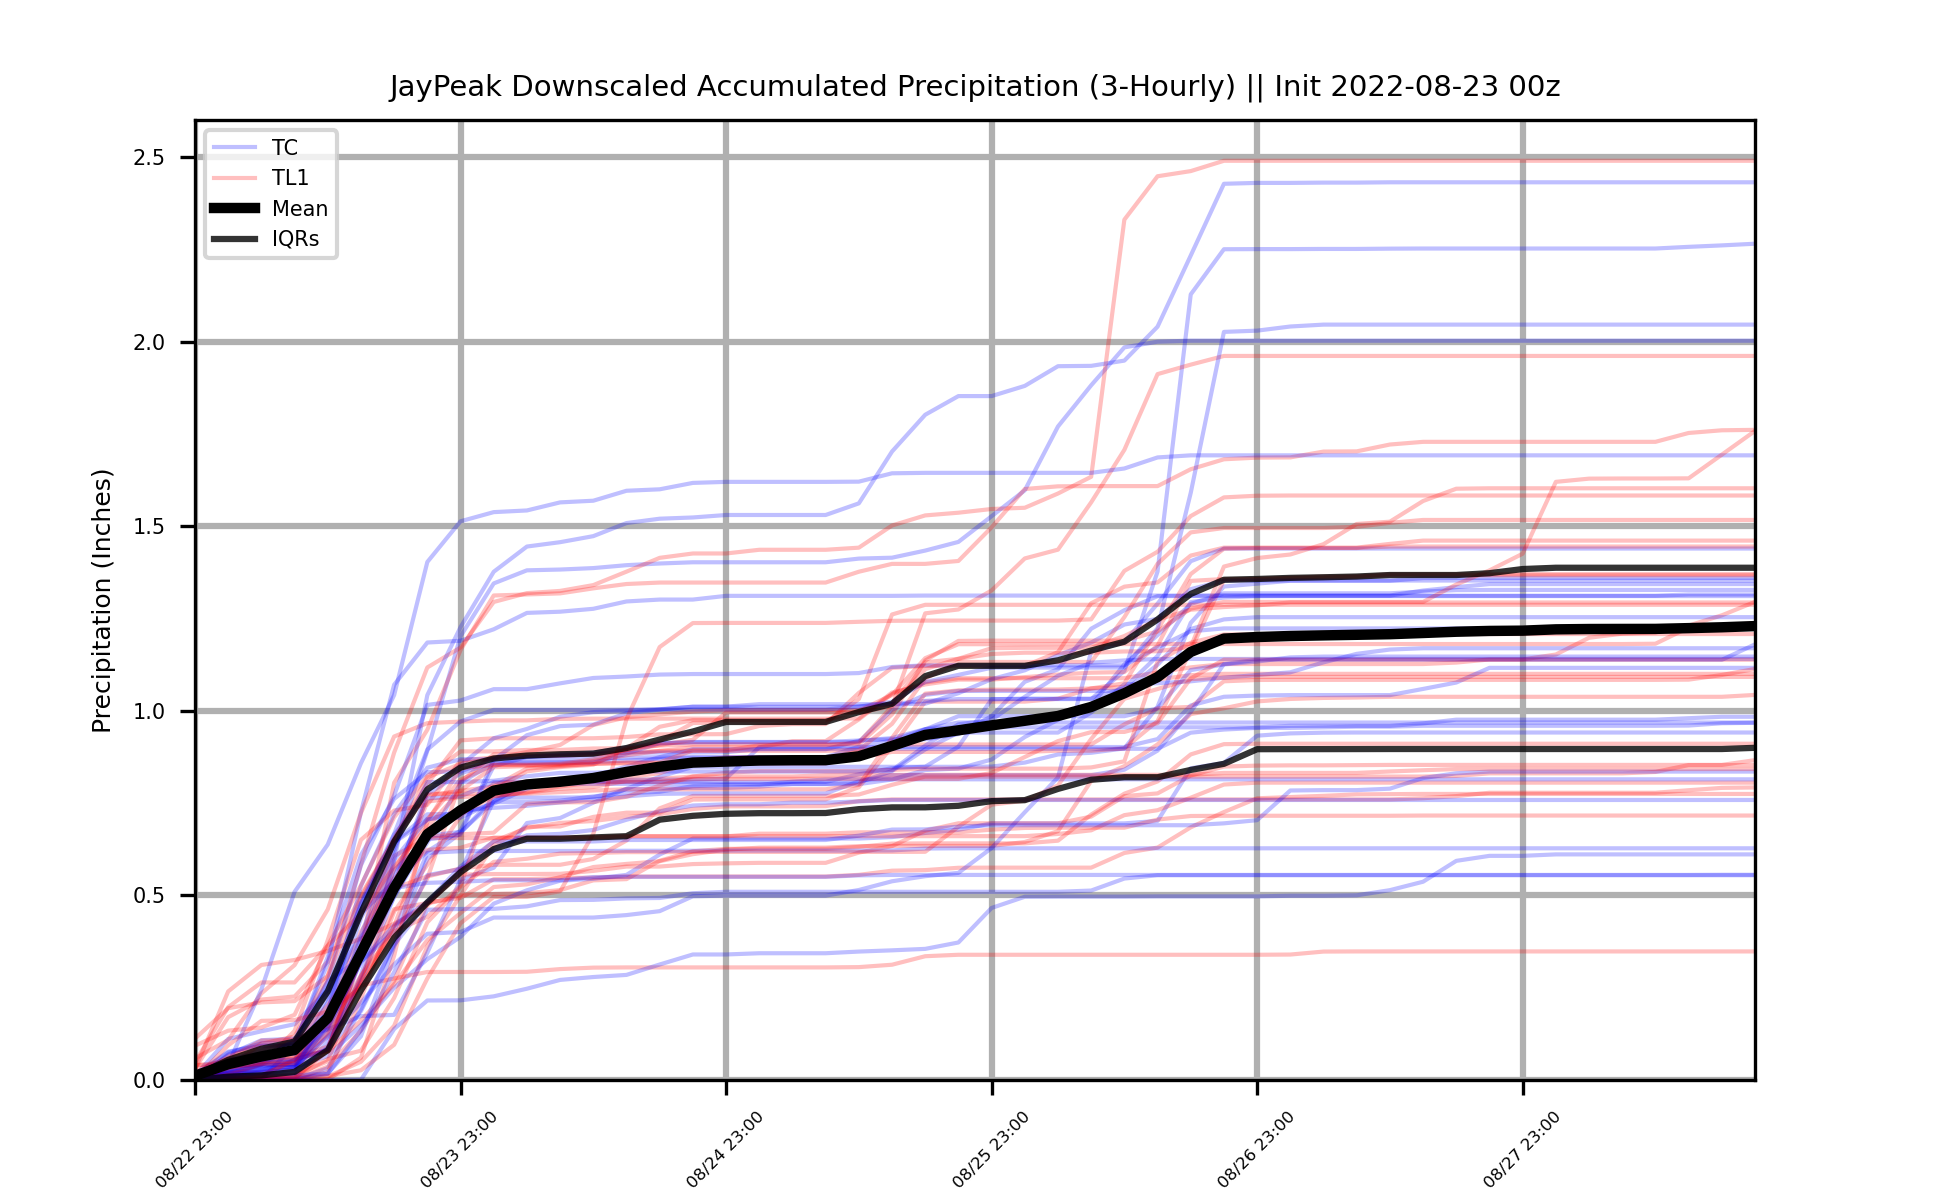 JayPeak Downscaled Accumulated Precipitation (3-Hourly) || Init 2022-08-23 00z
TC
TL1
Mean
IQRs
Precipitation (Inches)
2.5
2.0
1.5
1.0
0.5
0.0
08/22 23:00
08/23 23:00
08/24 23:00
08/25 23:00
08/26 23:00
08/27 23:00